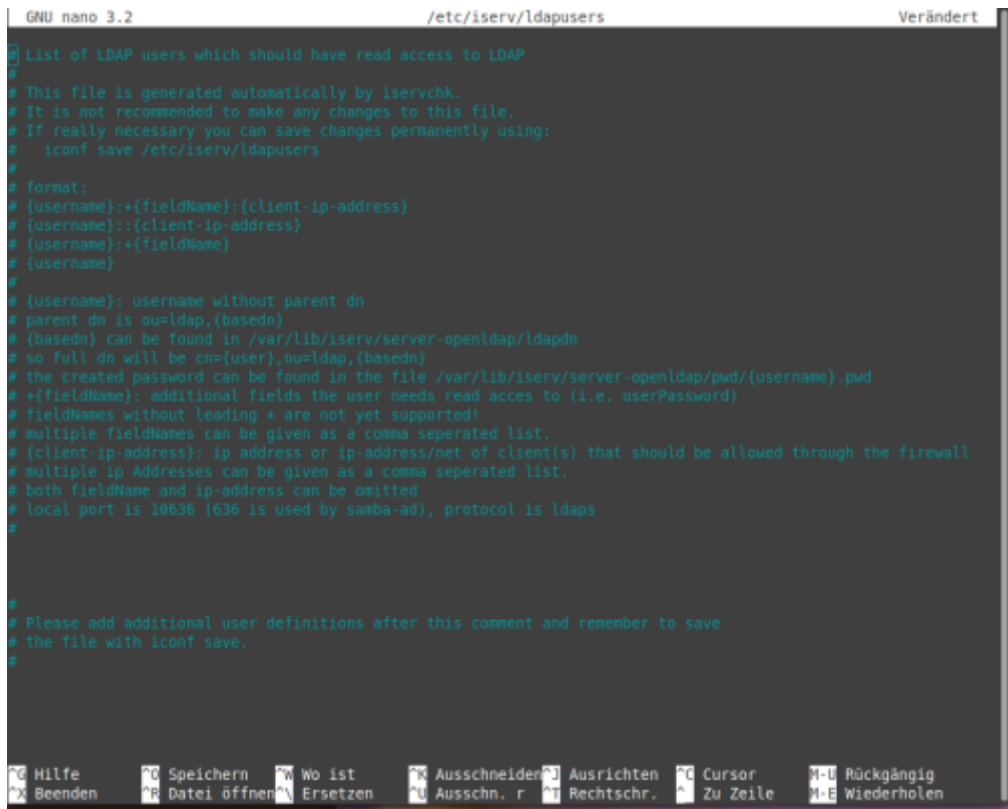 GNU nano 3.2 /etc/iserv/ldapusers Verändert
# List of LDAP users which should have read access to LDAP
#
# This file is generated automatically by iservchk.
# It is not recommended to make any changes to this file.
# If really necessary you can save changes permanently using:
#   iconf save /etc/iserv/ldapusers
#
# format:
# {username}:+{fieldName}:{client-ip-address}
# {username}::{client-ip-address}
# {username}:+{fieldName}
# {username}
#
# {username}: username without parent dn
# parent dn is ou=ldap,{basedn}
# {basedn} can be found in /var/lib/iserv/server-openldap/ldapdn
# so full dn will be cn={user},ou=ldap,{basedn}
# the created password can be found in the file /var/lib/iserv/server-openldap/pwd/{username}.pwd
# +{fieldName}: additional fields the user needs read acces to (i.e. userPassword)
# fieldNames without leading + are not yet supported!
# multiple fieldNames can be given as a comma seperated list.
# {client-ip-address}: ip address or ip-address/net of client(s) that should be allowed through the firewall
# multiple ip Addresses can be given as a comma seperated list.
# both fieldName and ip-address can be omitted
# local port is 10636 (636 is used by samba-ad), protocol is ldaps
#
#
# Please add additional user definitions after this comment and remember to save
# the file with iconf save.
#
^G Hilfe ^O Speichern ^W Wo ist ^K Ausschneiden ^J Ausrichten ^C Cursor M-U Rückgängig
^X Beenden ^R Datei öffnen ^\ Ersetzen ^U Ausschn. r ^T Rechtschr. ^_ Zu Zeile M-E Wiederholen